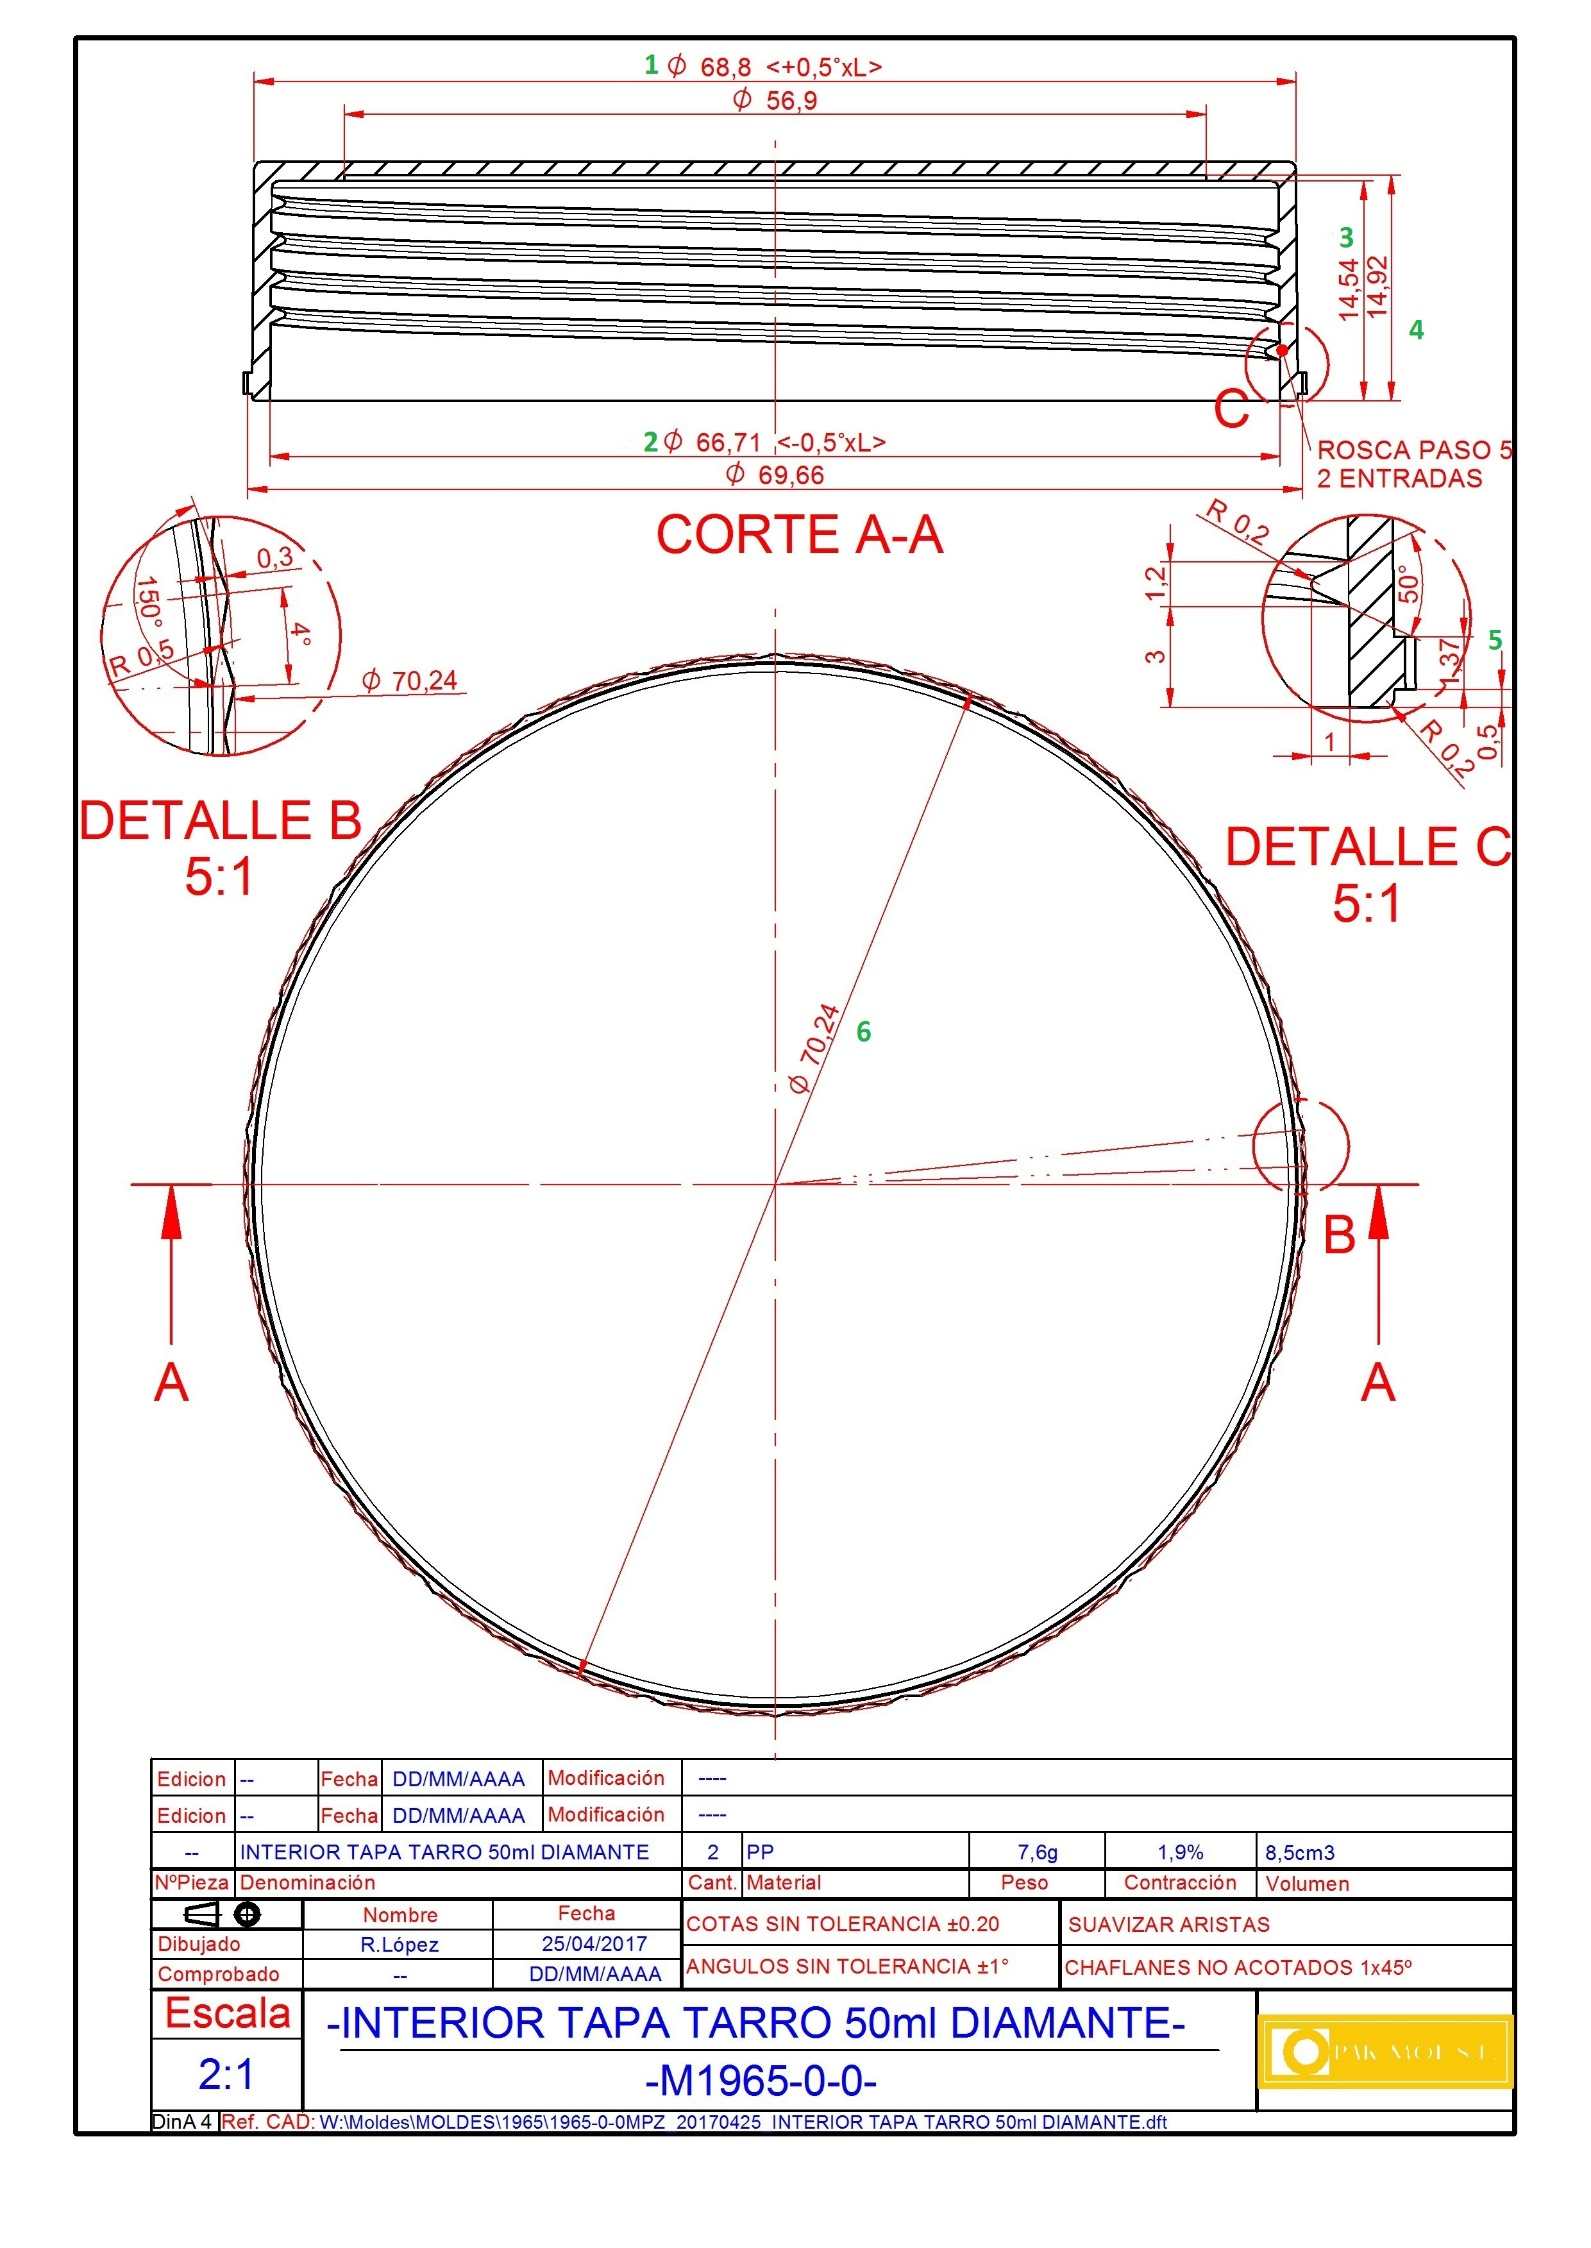 1 ϕ 68,8 <+0,5°xL>
ϕ 56,9
3
14,54
14,92
4
C
2 ϕ 66,71 <-0,5°xL>
ϕ 69,66
ROSCA PASO 5
2 ENTRADAS
CORTE A-A
0,3
150°
4°
R 0,5
ϕ 70,24
DETALLE B
5:1
R 0,2
1,2
50°
3
5
1,37
1
R 0,2
0,5
DETALLE C
5:1
ϕ 70,24
6
B
A
A
Edicion -- Fecha DD/MM/AAAA Modificación ----
Edicion -- Fecha DD/MM/AAAA Modificación ----
-- INTERIOR TAPA TARRO 50ml DIAMANTE 2 PP 7,6g 1,9% 8,5cm3
NºPieza Denominación Cant. Material Peso Contracción Volumen
Nombre Fecha COTAS SIN TOLERANCIA ±0.20 SUAVIZAR ARISTAS
Dibujado R.López 25/04/2017
Comprobado -- DD/MM/AAAA ANGULOS SIN TOLERANCIA ±1° CHAFLANES NO ACOTADOS 1x45º
Escala
2:1
-INTERIOR TAPA TARRO 50ml DIAMANTE-
-M1965-0-0-
DinA 4 Ref. CAD: W:\Moldes\MOLDES\1965\1965-0-0MPZ_20170425_INTERIOR TAPA TARRO 50ml DIAMANTE.dft